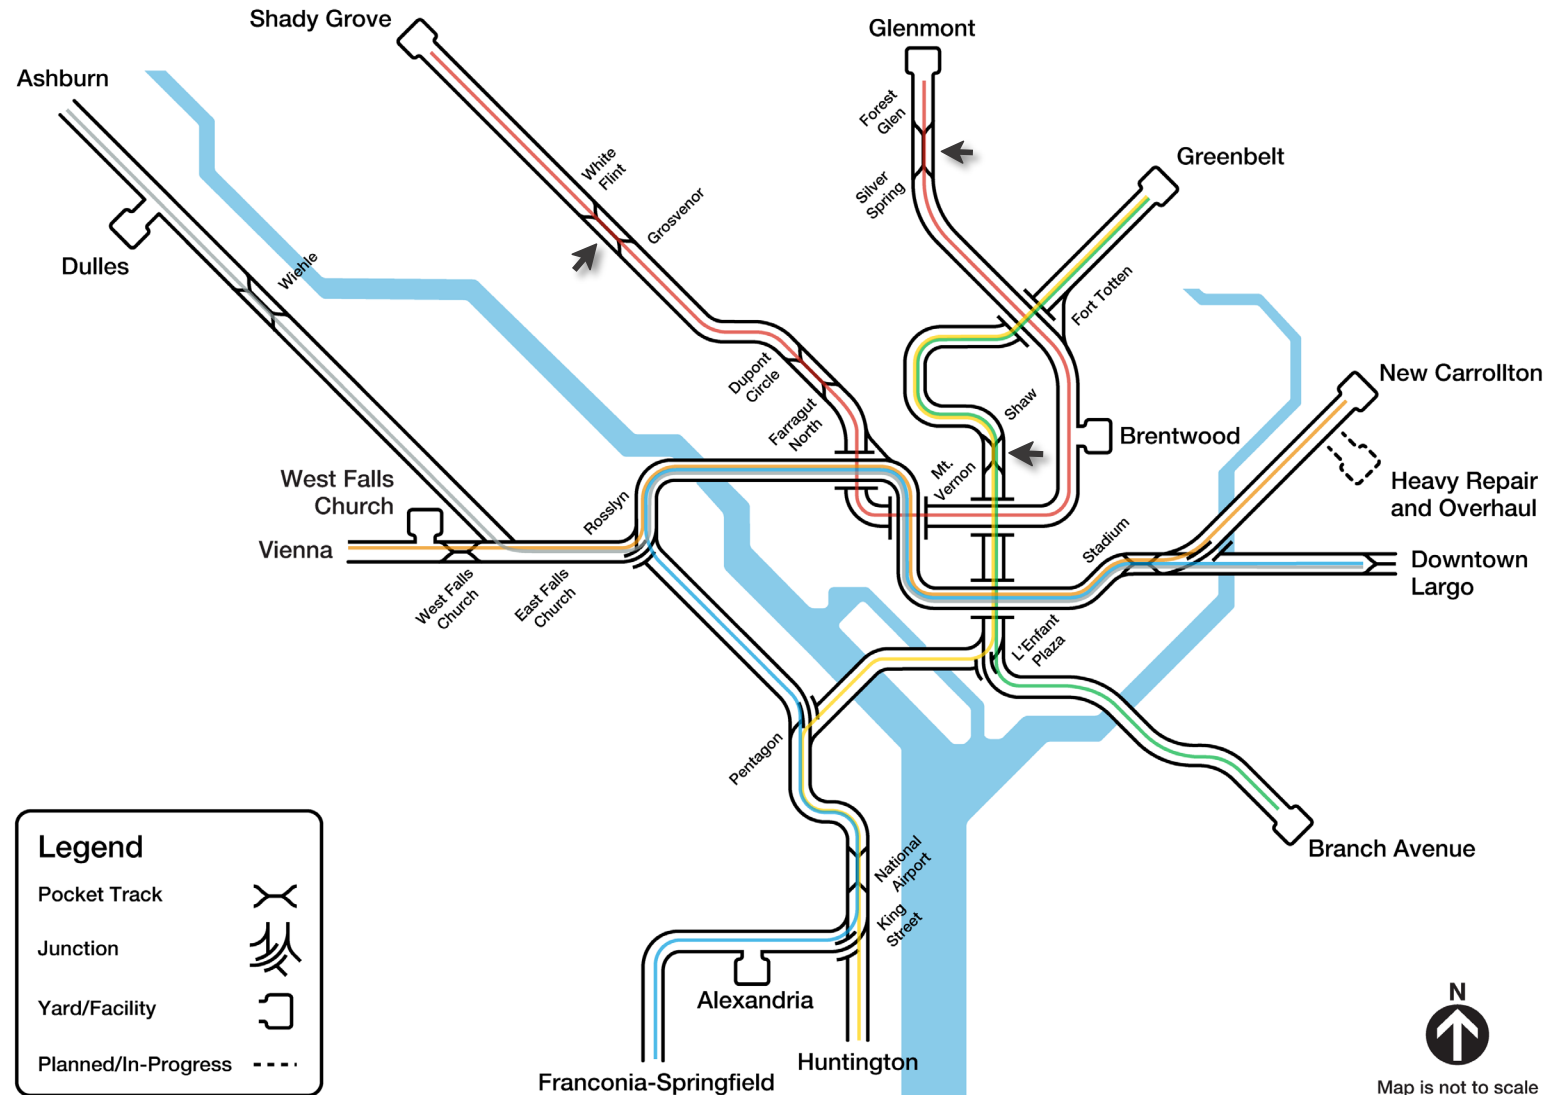 Shady Grove
Glenmont
Ashburn
Forest
Glen
White
Flint
Greenbelt
Silver
Spring
Grosvenor
Dulles
Wiehle
Fort Totten
Dupont
Circle
New Carrollton
Shaw
Farragut
North
Brentwood
Mt.
Vernon
Heavy Repair
and Overhaul
West Falls
Church
Rosslyn
Stadium
Vienna
Downtown
Largo
West Falls
Church
East Falls
Church
L'Enfant
Plaza
Pentagon
National
Airport
Branch Avenue
King
Street
Alexandria
Huntington
Franconia-Springfield
Legend
Pocket Track
Junction
Yard/Facility
Planned/In-Progress
N
Map is not to scale